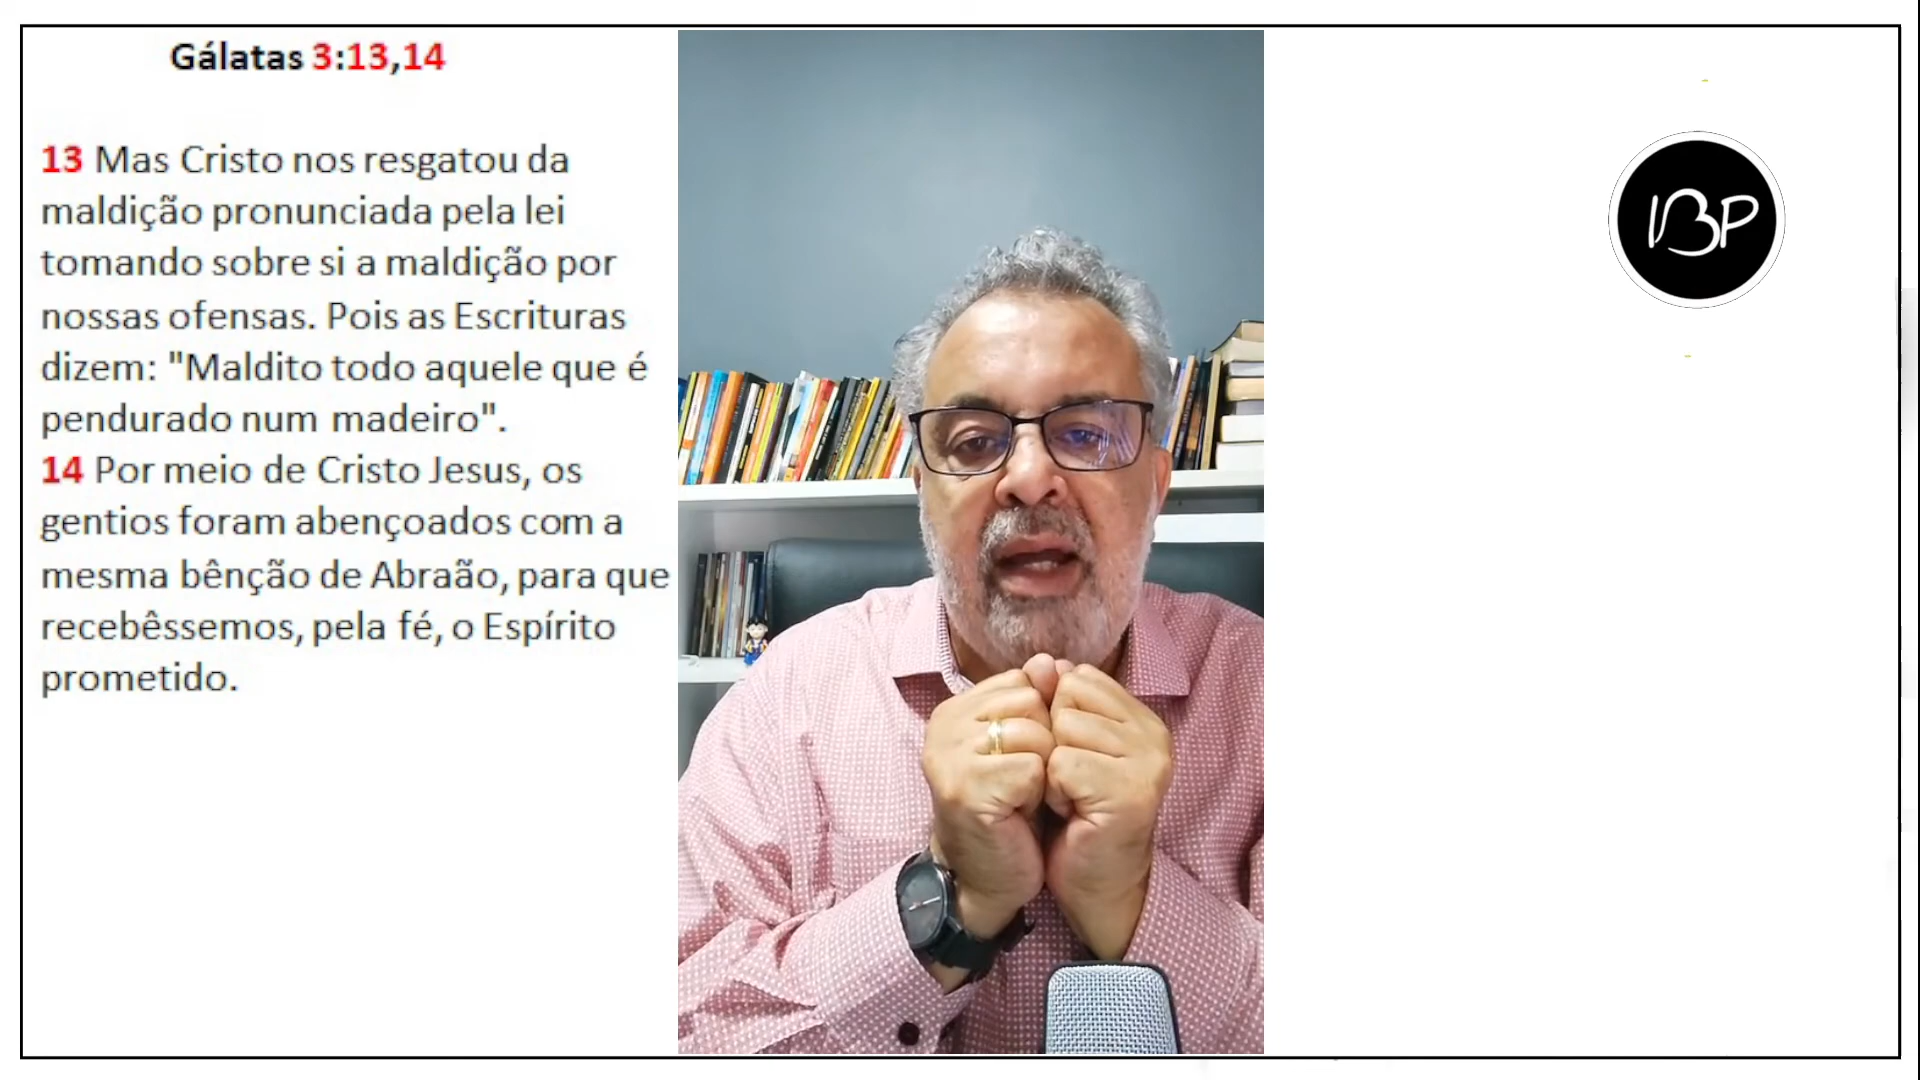 Gálatas 3:13,14
13 Mas Cristo nos resgatou da
maldição pronunciada pela lei
tomando sobre si a maldição por
nossas ofensas. Pois as Escrituras
dizem: "Maldito todo aquele que é
pendurado num madeiro".
14 Por meio de Cristo Jesus, os
gentios foram abençoados com a
mesma bênção de Abraão, para que
recebêssemos, pela fé, o Espírito
prometido.
IBP